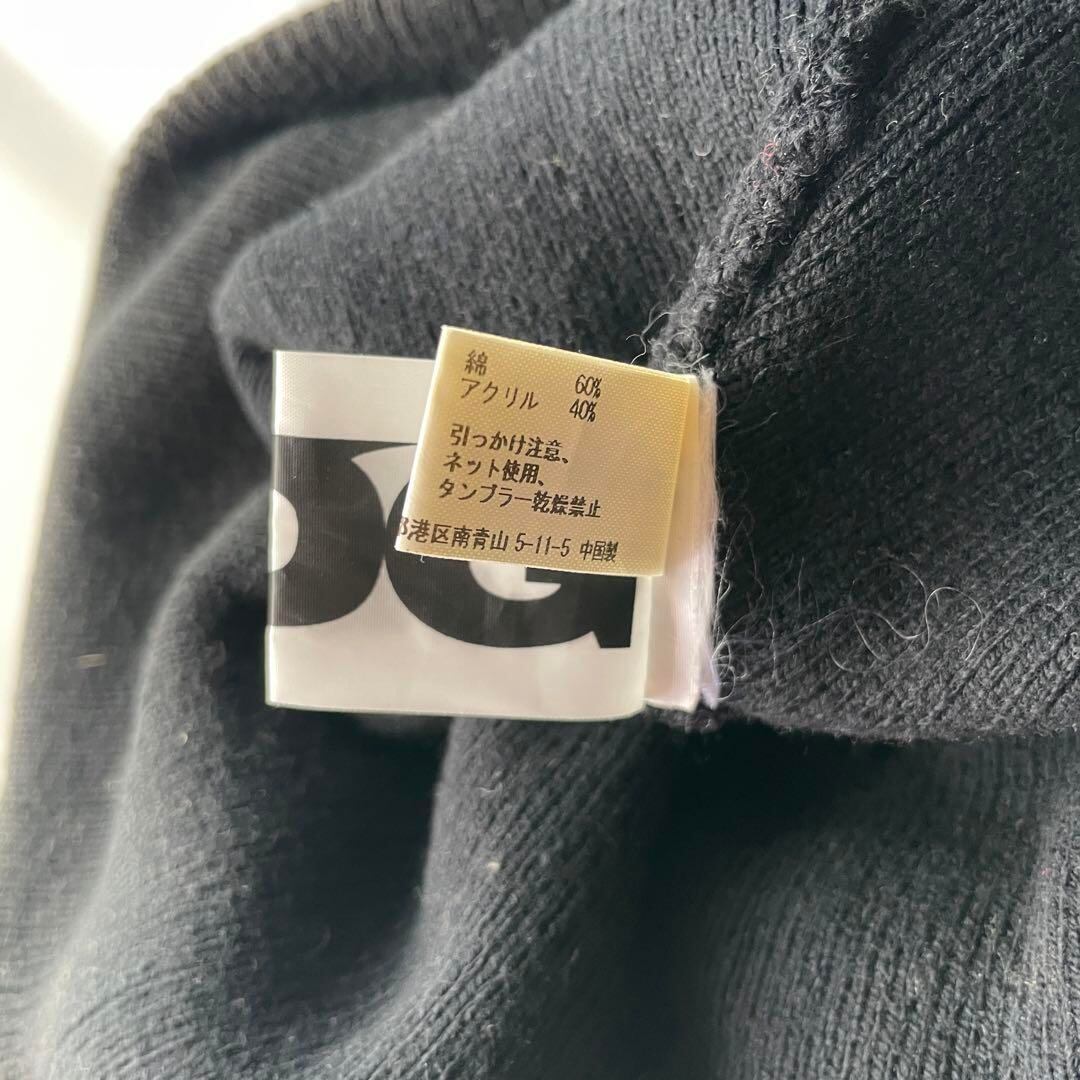 綿 60%
アクリル 40%
引っかけ注意、
ネット使用、
タンブラー乾燥禁止
港区南青山 5-11-5 中国製
G